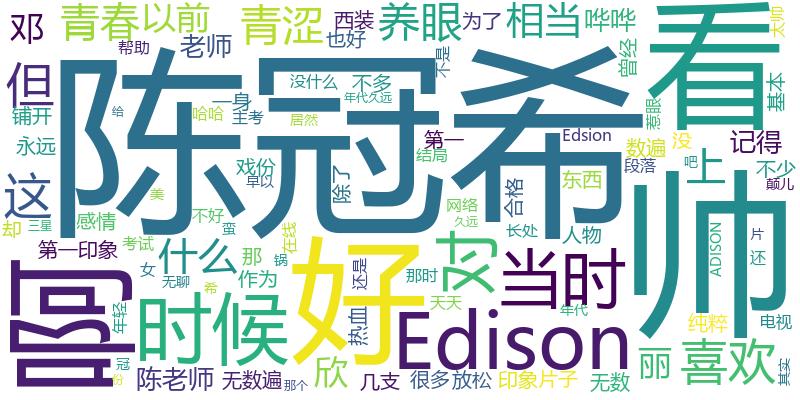 陈冠希
帅
看
好
啊
Edison
时候
当时
对
喜欢
这
但
什么
上
丽
欣
邓
青春
以前
青涩
老师
西装
也好
养眼
为了
相当
哗哗
曾经
太帅
基本
惹眼
不是
帮助
没什么
不多
一身
年代久远
哈哈
主考
居然
给
铺开
永远
第一
Edsion
数遍
没
记得
段落
不少
吧
颠儿
结局
戏份
早以
除了
合格
东西
感情
美
却
三星
不好
蛮
网络
久远
长处
人物
ADISON
片
还
第一印象
考试
那
在线
锅
还是
那时
女
无聊
作为
希
热血
天天
年代
纯粹
电视
年轻
冠
份
陈老师
无数遍
那个
几支
很多
放松
印象
片子
无数
其实